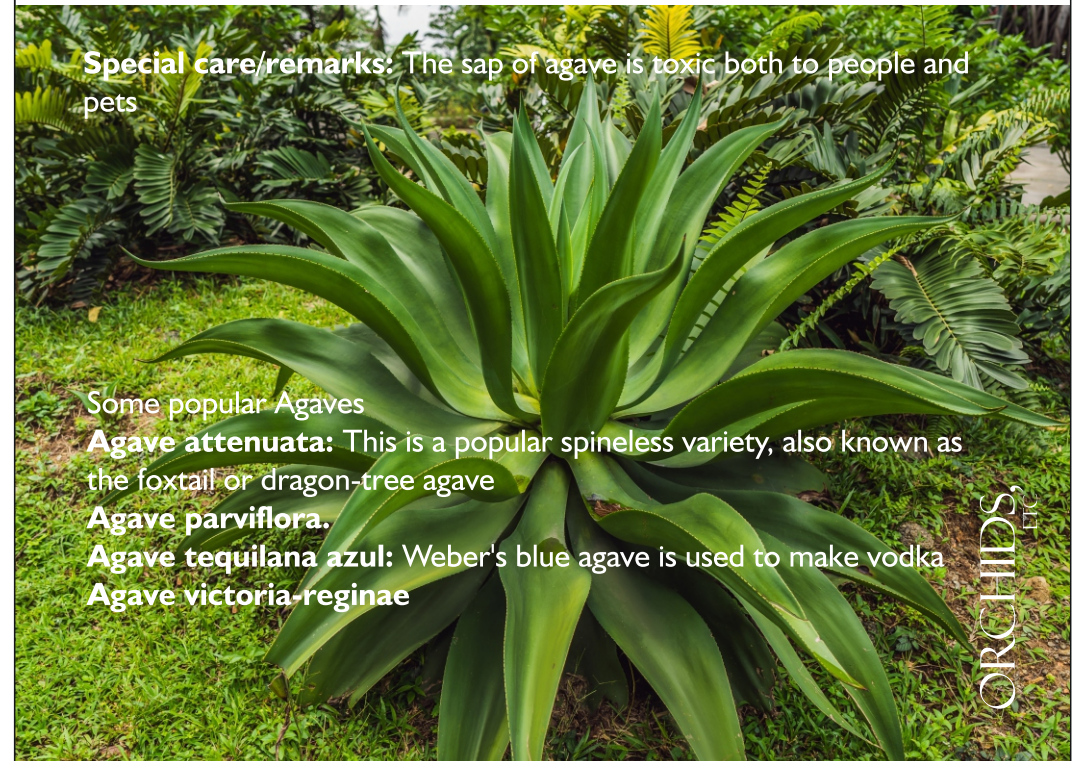 Special care/remarks: The sap of agave is toxic both to people and
pets
Some popular Agaves
Agave attenuata: This is a popular spineless variety, also known as
the foxtail or dragon-tree agave
Agave parviflora.
Agave tequilana azul: Weber's blue agave is used to make vodka
Agave victoria-reginae
ORCHIDS,
ETC